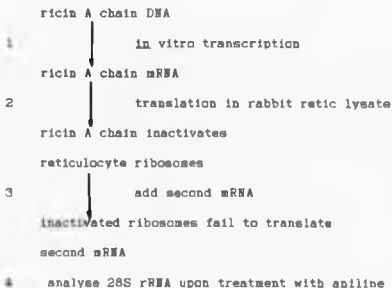 ricin A chain DNA
1 in vitro transcription
ricin A chain mRNA
2 translation in rabbit retic lysate
ricin A chain inactivates
reticulocyte ribosomes
3 add second mRNA
inactivated ribosomes fail to translate
second mRNA
4 analyse 28S rRNA upon treatment with aniline